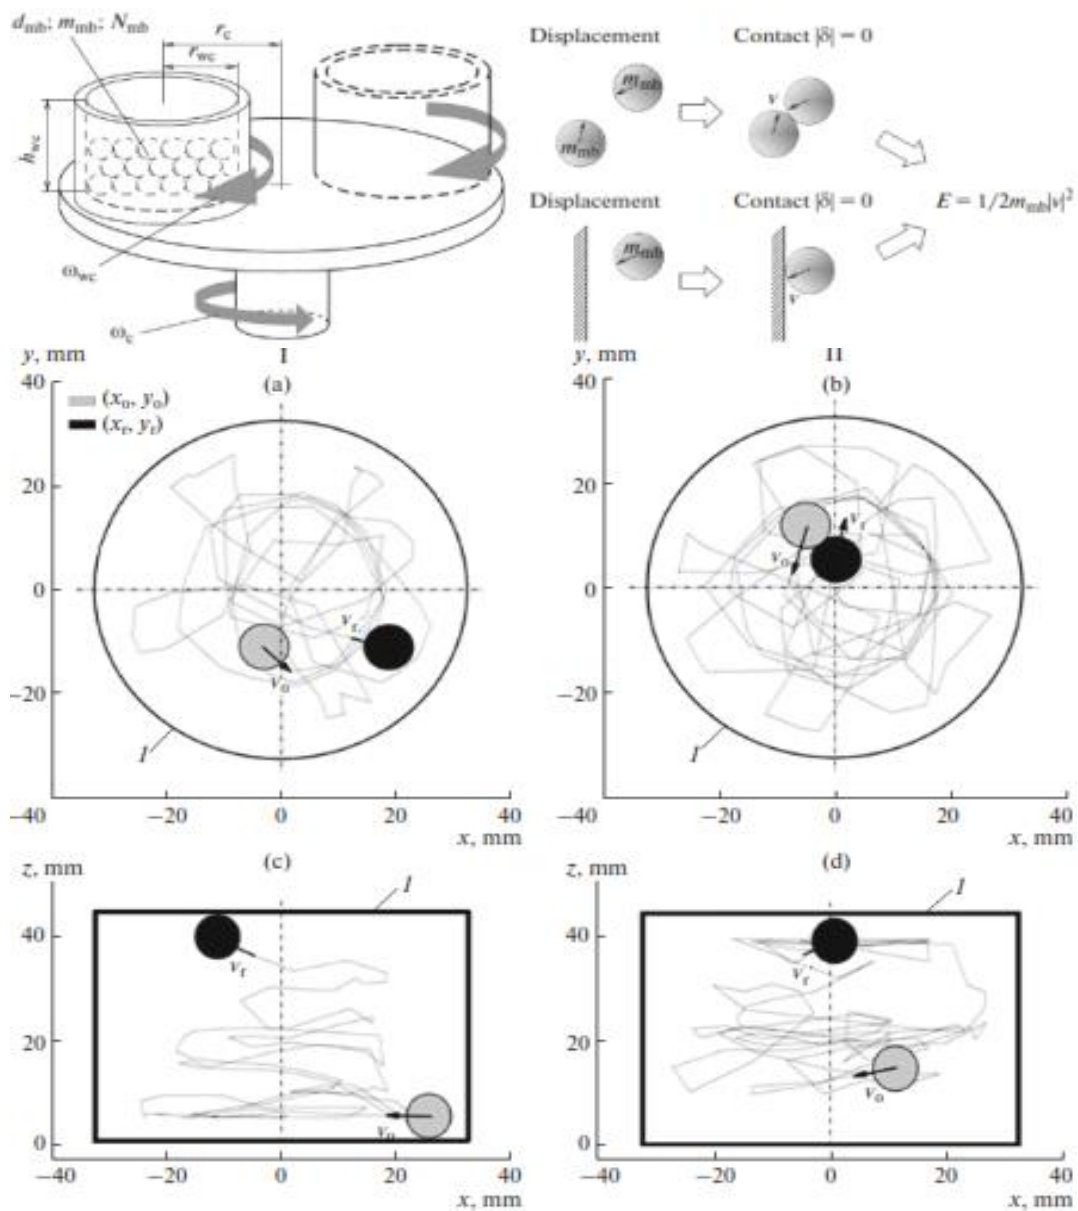 d_mb; m_mb; N_mb
r_c
r_wc
h_wc
ω_wc
ω_c
I
Displacement
Contact |δ| = 0
m_mb
m_mb
v
Displacement
Contact |δ| = 0
E = 1/2m_mb|v|²
m_mb
v
II
y, mm
(a)
40
20
0
−20
−40
(x_o, y_o)
(x_r, y_r)
v_r
v_o
1
−20
0
20
40
x, mm
y, mm
(b)
40
20
0
−20
−40
v_r
v_o
1
−20
0
20
40
x, mm
z, mm
(c)
1
40
20
0
v_r
v_o
−40
−20
0
20
40
x, mm
z, mm
(d)
1
40
20
0
v_r
v_o
−40
−20
0
20
40
x, mm